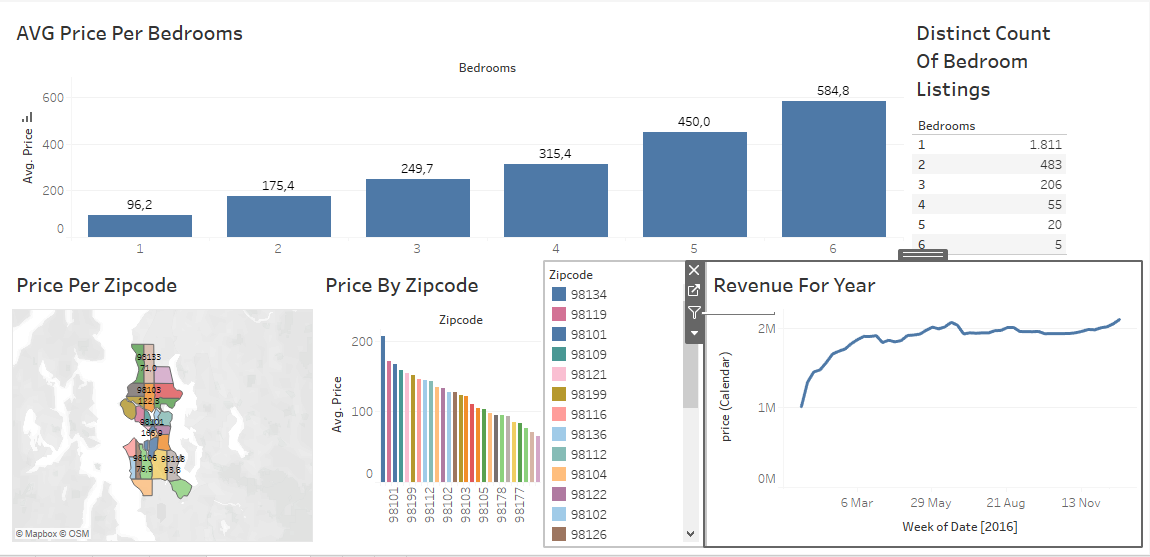 AVG Price Per Bedrooms
Bedrooms
Avg. Price
600
400
200
0
96,2
175,4
249,7
315,4
450,0
584,8
1
2
3
4
5
6
Distinct Count
Of Bedroom
Listings
Bedrooms
1 1.811
2 483
3 206
4 55
5 20
6 5
Price Per Zipcode
98133
71,0
98103
122,3
98101
98106
76,9
98118
93,8
© Mapbox © OSM
Price By Zipcode
Zipcode
Avg. Price
200
100
0
98101
98199
98112
98102
98103
98105
98178
98177
Zipcode
98134
98119
98101
98109
98121
98199
98116
98136
98112
98104
98122
98102
98126
Revenue For Year
price (Calendar)
2M
1M
0M
6 Mar
29 May
21 Aug
13 Nov
Week of Date [2016]